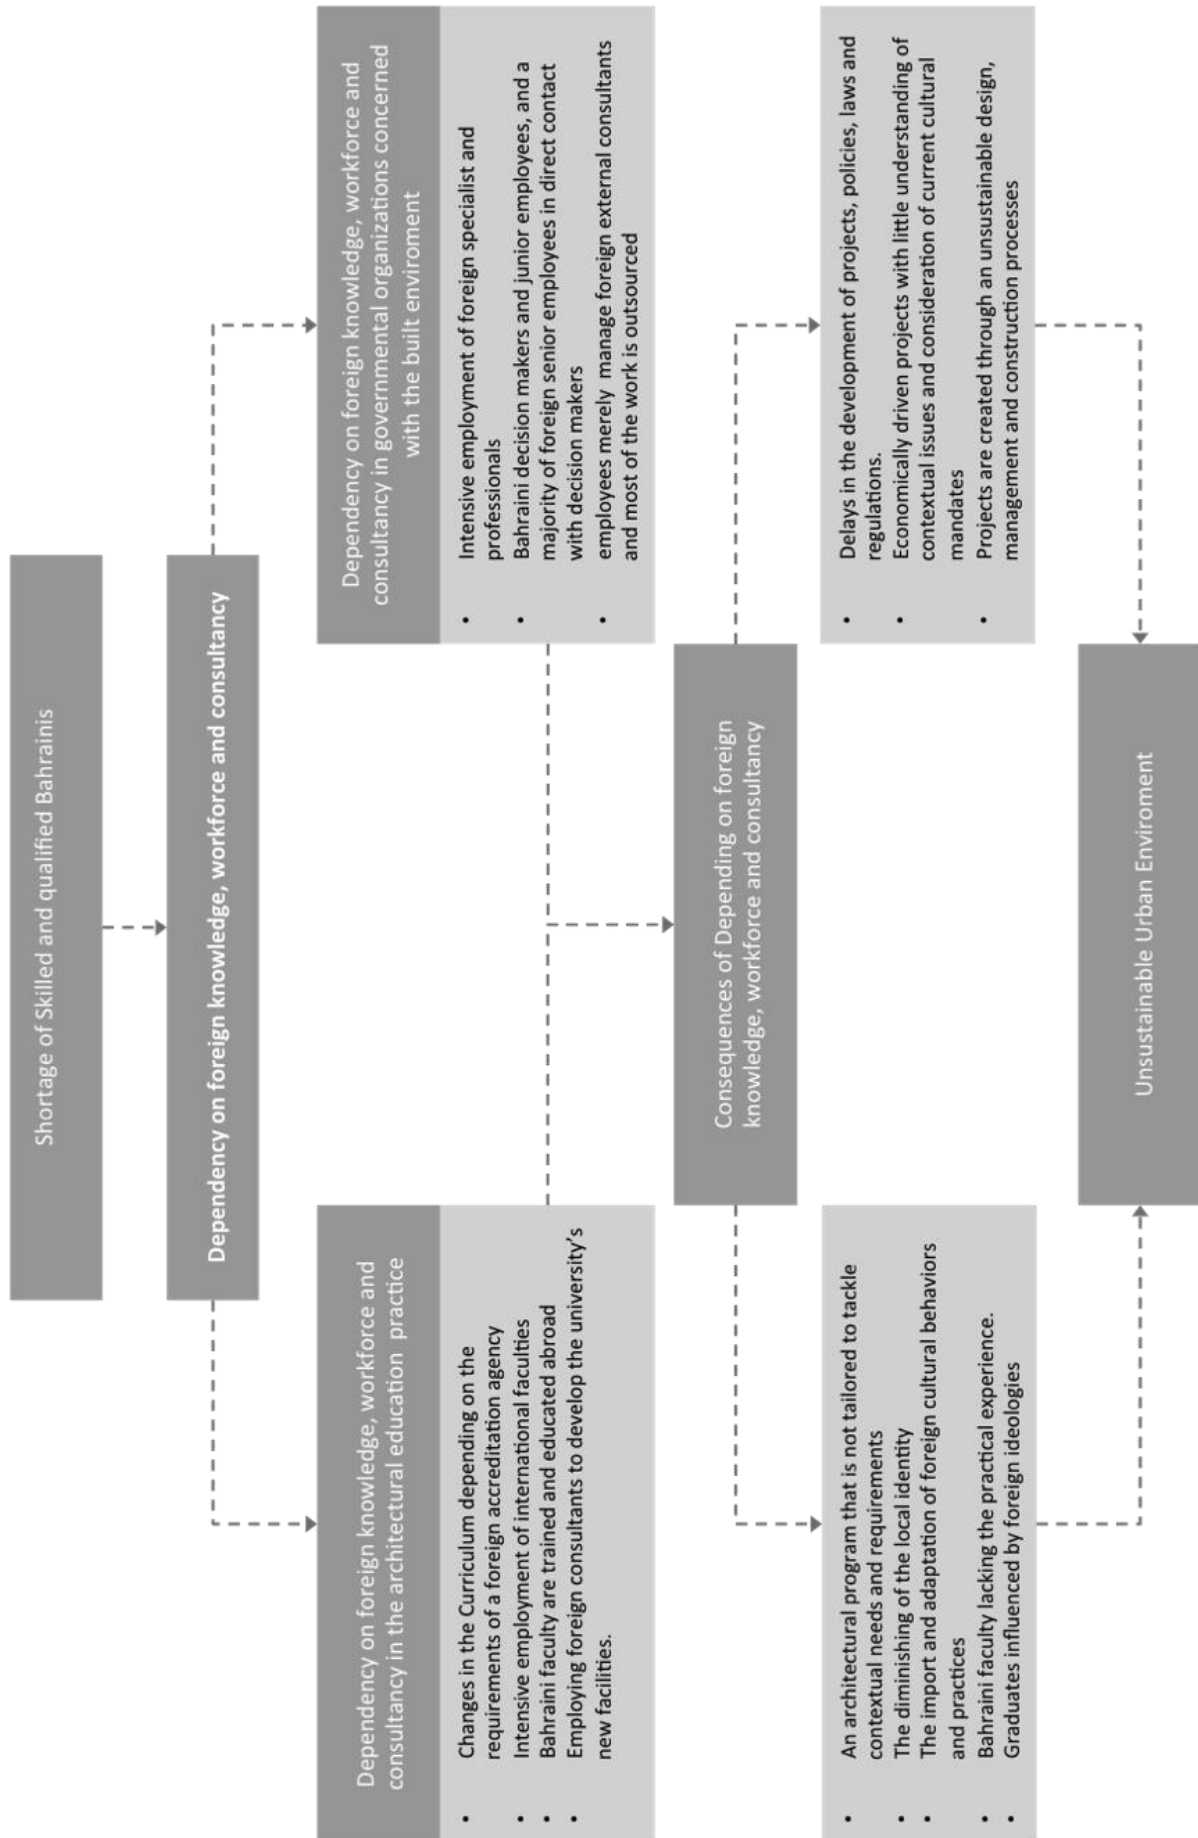 Shortage of Skilled and qualified Bahrainis
Dependency on foreign knowledge, workforce and consultancy
Dependency on foreign knowledge, workforce and
consultancy in the architectural education practice
• Changes in the Curriculum depending on the
requirements of a foreign accreditation agency
• Intensive employment of international faculties
• Bahraini faculty are trained and educated abroad
• Employing foreign consultants to develop the university's
new facilities.
Dependency on foreign knowledge, workforce and
consultancy in governmental organizations concerned
with the built enviroment
• Intensive employment of foreign specialist and
professionals
• Bahraini decision makers and junior employees, and a
majority of foreign senior employees in direct contact
with decision makers
• employees merely manage foreign external consultants
and most of the work is outsourced
Consequences of Depending on foreign
knowledge, workforce and consultancy
• An architectural program that is not tailored to tackle
contextual needs and requirements
• The diminishing of the local identity
• The import and adaptation of foreign cultural behaviors
and practices
• Bahraini faculty lacking the practical experience.
• Graduates influenced by foreign ideologies
• Delays in the development of projects, policies, laws and
regulations.
• Economically driven projects with little understanding of
contextual issues and consideration of current cultural
mandates
• Projects are created through an unsustainable design,
management and construction processes
Unsustainable Urban Enviroment